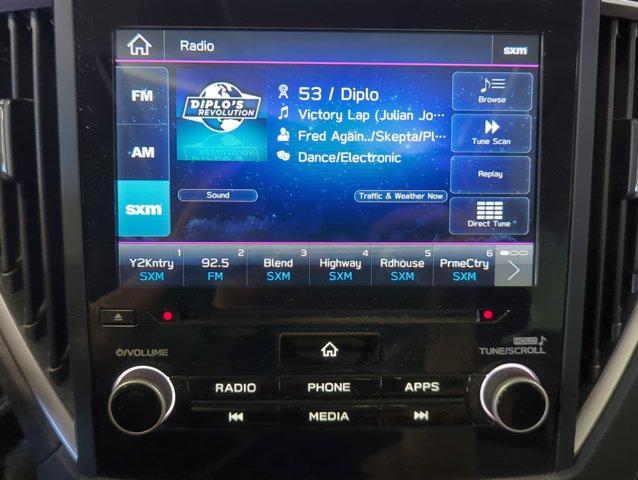 Radio
sxm
FM
DIPLO'S
REVOLUTION
53 / Diplo
Browse
Victory Lap (Julian Jo···
AM
Fred Again../Skepta/Pl···
Tune Scan
Dance/Electronic
Replay
sxm
Sound
Traffic & Weather Now
Direct Tune
1 2 3 4 5 6
Y2Kntry 92.5 Blend Highway Rdhouse PrmeCtry
SXM FM SXM SXM SXM SXM
⏻/VOLUME
HOLD
TUNE/SCROLL
RADIO PHONE APPS
MEDIA